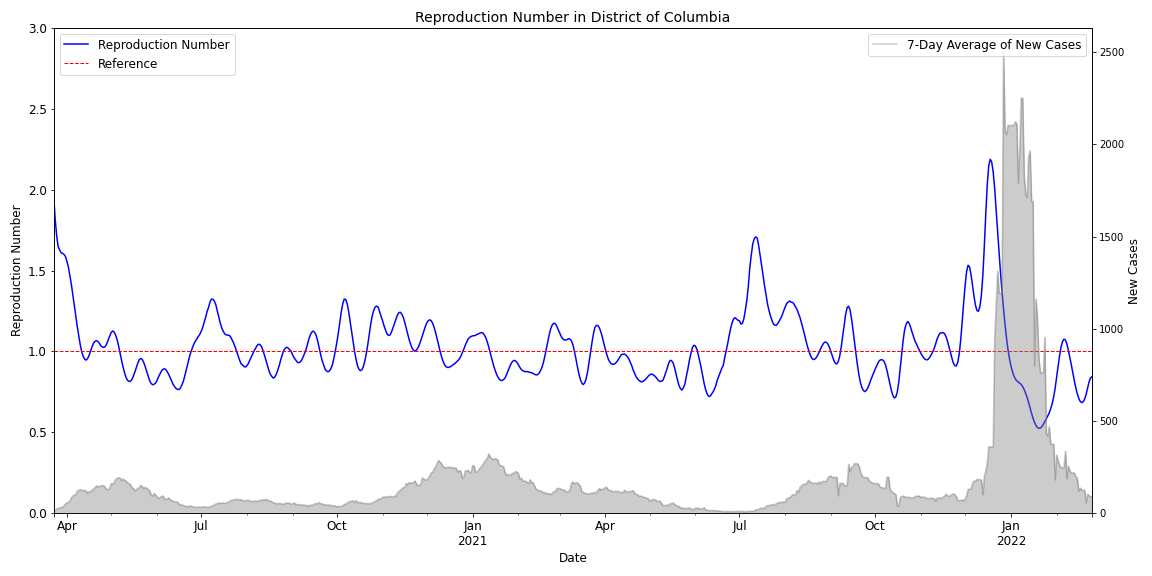 Reproduction Number in District of Columbia
Reproduction Number
Reference
7-Day Average of New Cases
Reproduction Number
3.0
2.5
2.0
1.5
1.0
0.5
0.0
2500
2000
1500
1000
500
0
New Cases
Apr
Jul
Oct
Jan
2021
Apr
Jul
Oct
Jan
2022
Date